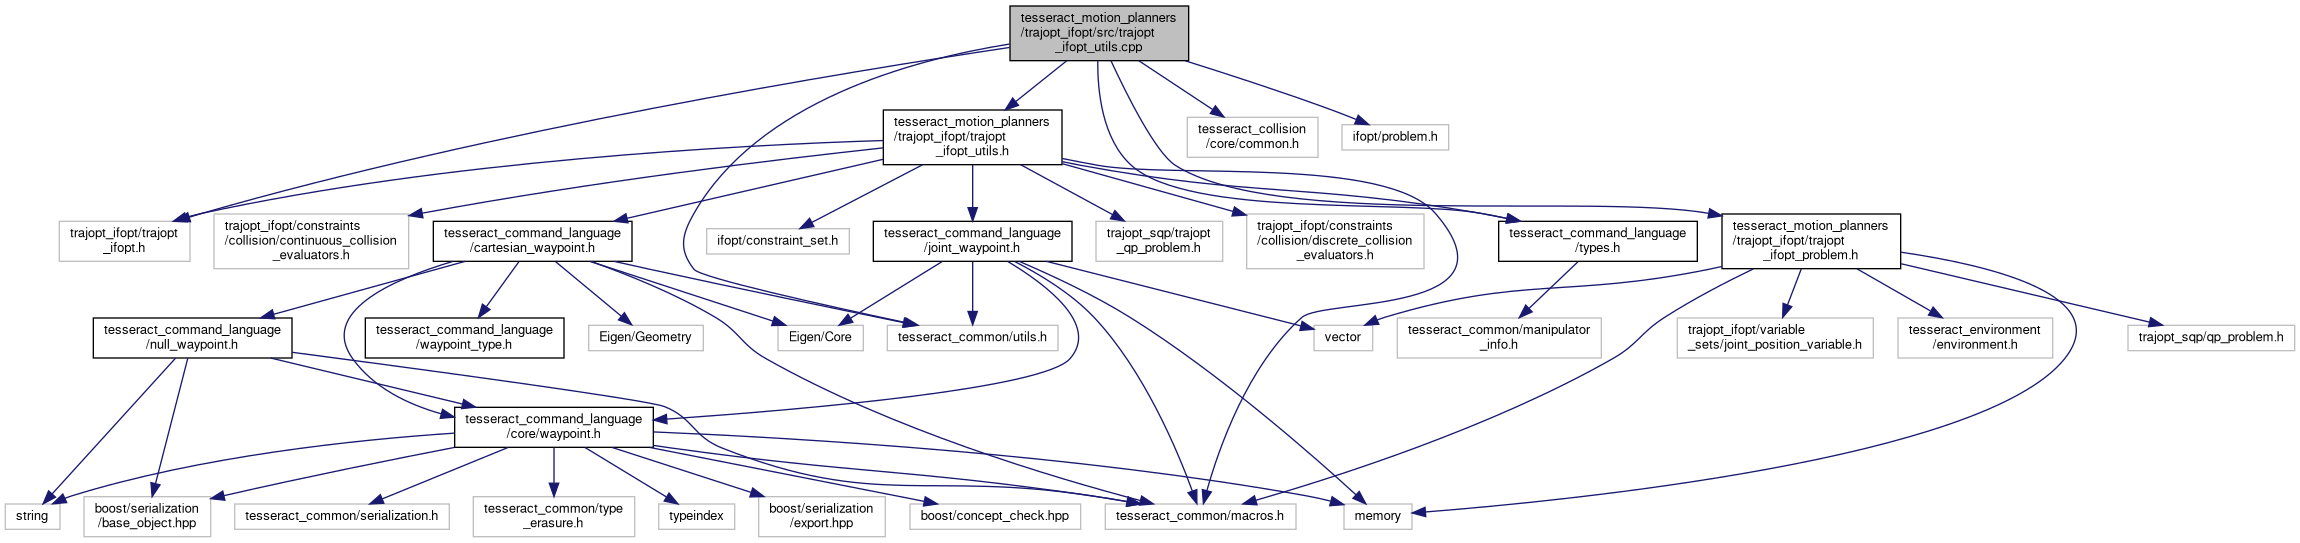 tesseract_motion_planners
/trajopt_ifopt/src/trajopt
_ifopt_utils.cpp
tesseract_motion_planners
/trajopt_ifopt/trajopt
_ifopt_utils.h
tesseract_collision
/core/common.h
ifopt/problem.h
trajopt_ifopt/trajopt
_ifopt.h
trajopt_ifopt/constraints
/collision/continuous_collision
_evaluators.h
tesseract_command_language
/cartesian_waypoint.h
ifopt/constraint_set.h
tesseract_command_language
/joint_waypoint.h
trajopt_sqp/trajopt
_qp_problem.h
trajopt_ifopt/constraints
/collision/discrete_collision
_evaluators.h
tesseract_command_language
/types.h
tesseract_motion_planners
/trajopt_ifopt/trajopt
_ifopt_problem.h
tesseract_command_language
/null_waypoint.h
tesseract_command_language
/waypoint_type.h
Eigen/Geometry
Eigen/Core
tesseract_common/utils.h
vector
tesseract_common/manipulator
_info.h
trajopt_ifopt/variable
_sets/joint_position_variable.h
tesseract_environment
/environment.h
trajopt_sqp/qp_problem.h
tesseract_command_language
/core/waypoint.h
string
boost/serialization
/base_object.hpp
tesseract_common/serialization.h
tesseract_common/type
_erasure.h
typeindex
boost/serialization
/export.hpp
boost/concept_check.hpp
tesseract_common/macros.h
memory